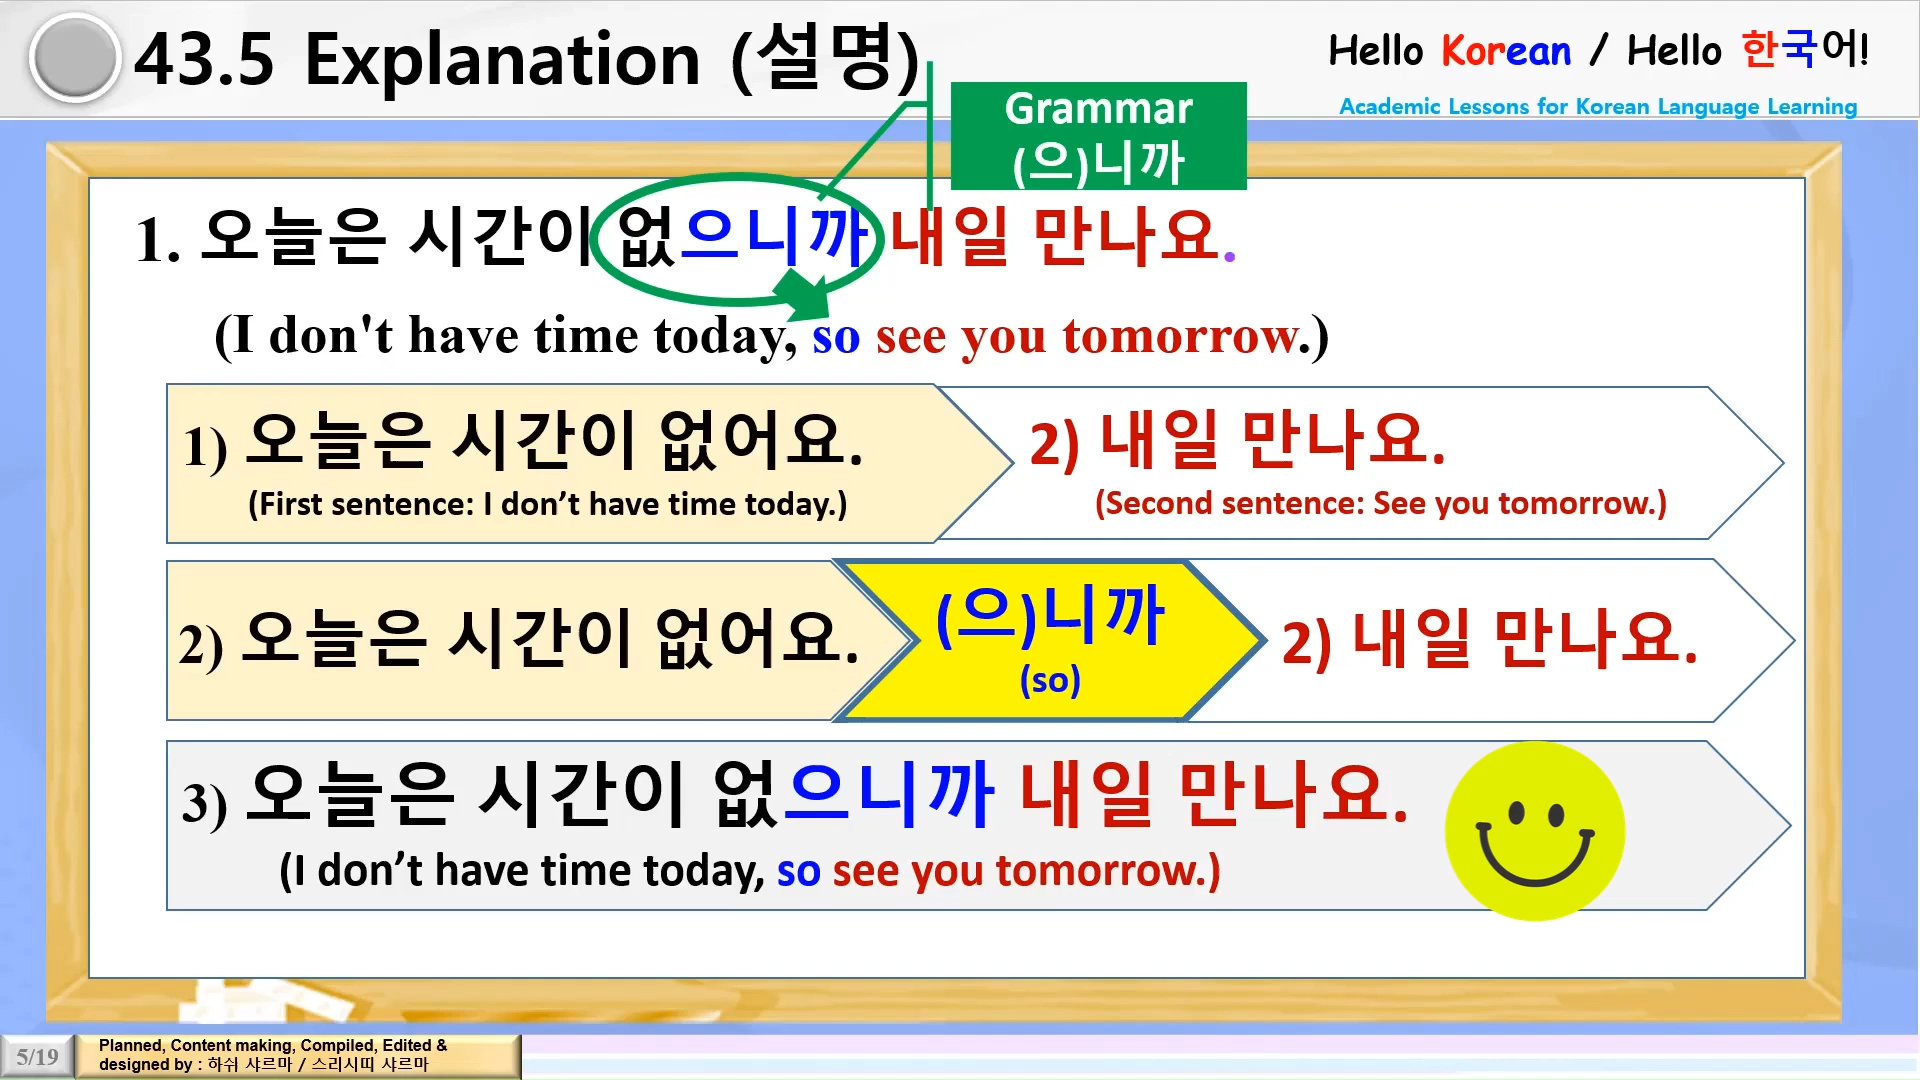 43.5 Explanation (설명)
Hello Korean / Hello 한국어!
Academic Lessons for Korean Language Learning
Grammar
(으)니까
1. 오늘은 시간이 없으니까 내일 만나요.
(I don't have time today, so see you tomorrow.)
1) 오늘은 시간이 없어요.
(First sentence: I don’t have time today.)
2) 내일 만나요.
(Second sentence: See you tomorrow.)
2) 오늘은 시간이 없어요.
(으)니까
(so)
2) 내일 만나요.
3) 오늘은 시간이 없으니까 내일 만나요.
(I don’t have time today, so see you tomorrow.)
5/19
Planned, Content making, Compiled, Edited &
designed by : 하쉬 샤르마 / 스리시띠 샤르마